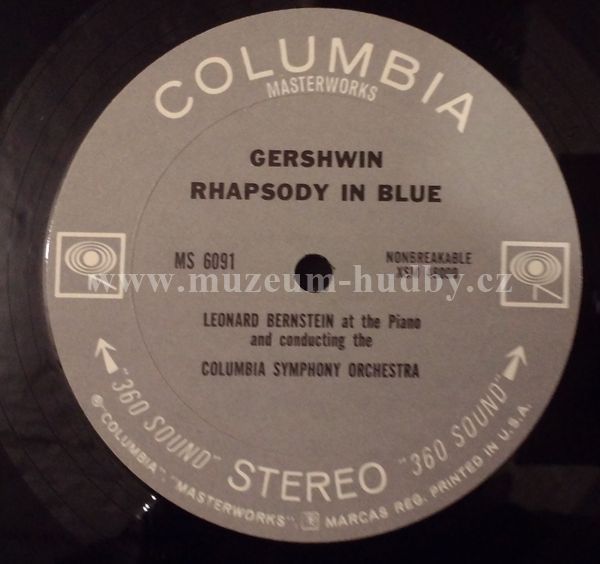 COLUMBIA
MASTERWORKS
GERSHWIN
RHAPSODY IN BLUE
MS 6091
NONBREAKABLE
www.muzeum-hudby.cz
LEONARD BERNSTEIN at the Piano
and conducting the
COLUMBIA SYMPHONY ORCHESTRA
"360 SOUND" STEREO "360 SOUND"
® "COLUMBIA", "MASTERWORKS", MARCAS REG. PRINTED IN U.S.A.